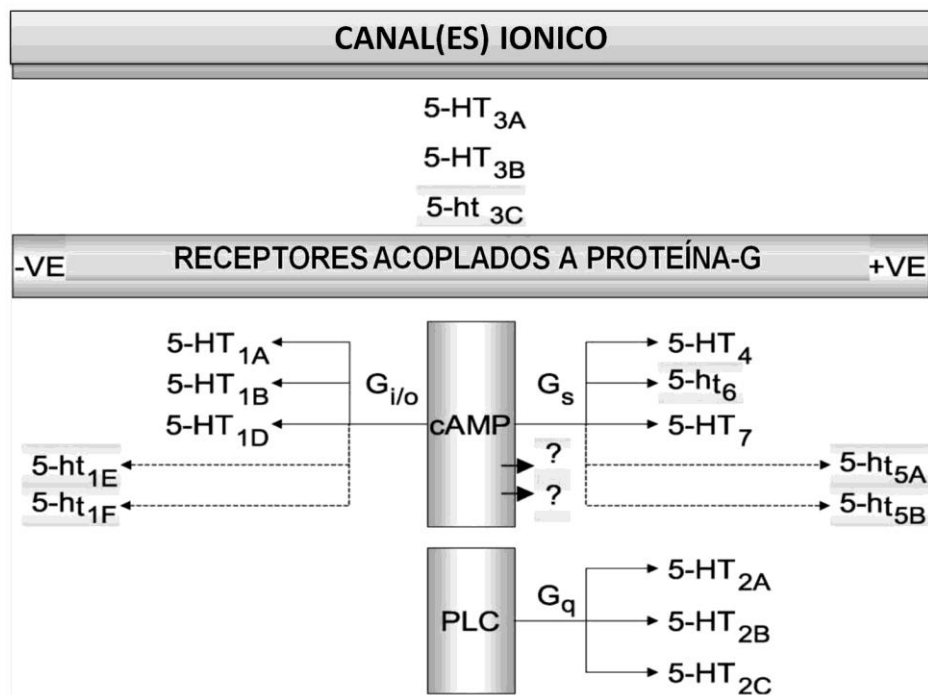 CANAL(ES) IONICO
5-HT3A
5-HT3B
5-ht 3C
-VE RECEPTORES ACOPLADOS A PROTEÍNA-G +VE
5-HT1A
5-HT1B
5-HT1D
5-ht1E
5-ht1F
Gi/o
cAMP
Gs
?
?
5-HT4
5-ht6
5-HT7
5-ht5A
5-ht5B
PLC
Gq
5-HT2A
5-HT2B
5-HT2C